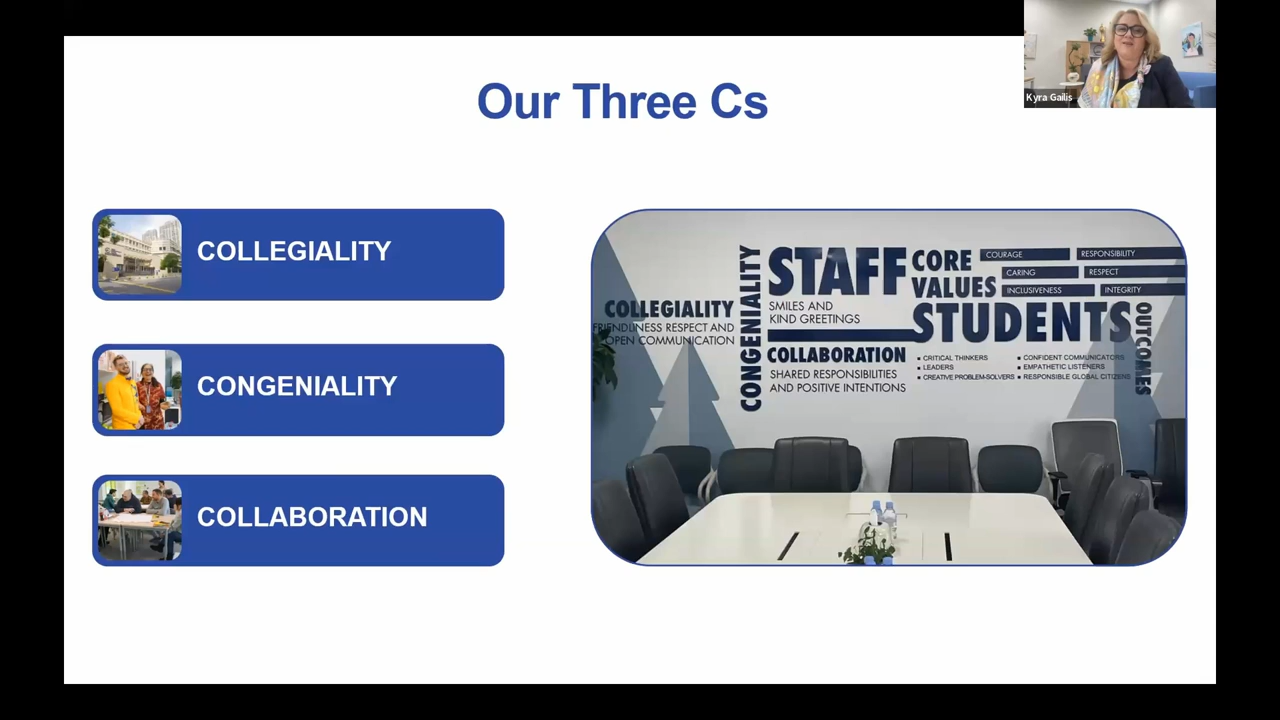 Kyra Gailis
Our Three Cs
COLLEGIALITY
CONGENIALITY
COLLABORATION
COLLEGIALITY
FRIENDLINESS RESPECT AND
OPEN COMMUNICATION
CONGENIALITY
STAFF
SMILES AND
KIND GREETINGS
COLLABORATION
SHARED RESPONSIBILITIES
AND POSITIVE INTENTIONS
CORE
VALUES
COURAGE
RESPONSIBILITY
CARING
RESPECT
INCLUSIVENESS
INTEGRITY
STUDENTS
OUTCOMES
▪ CRITICAL THINKERS
▪ LEADERS
▪ CREATIVE PROBLEM-SOLVERS
▪ CONFIDENT COMMUNICATORS
▪ EMPATHETIC LISTENERS
▪ RESPONSIBLE GLOBAL CITIZENS